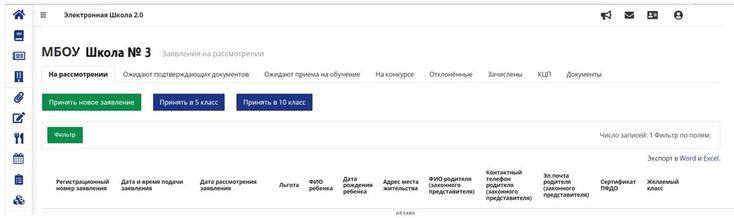 Электронная Школа 2.0
МБОУ Школа № 3 Заявления на рассмотрении
На рассмотрении Ожидают подтверждающих документов Ожидают приема на обучение На конкурсе Отклонённые Зачислены КЦП Документы
Принять новое заявление Принять в 5 класс Принять в 10 класс
Фильтр Число записей: 1 Фильтр по полям:
Экспорт в Word и Excel.
Регистрационный номер заявления
Дата и время подачи заявления
Дата рассмотрения заявления
Льгота
ФИО ребенка
Дата рождения ребенка
Адрес места жительства
ФИО родителя (законного представителя)
Контактный телефон родителя (законного представителя)
Эл.почта родителя (законного представителя)
Сертификат ПФДО
Желаемый класс